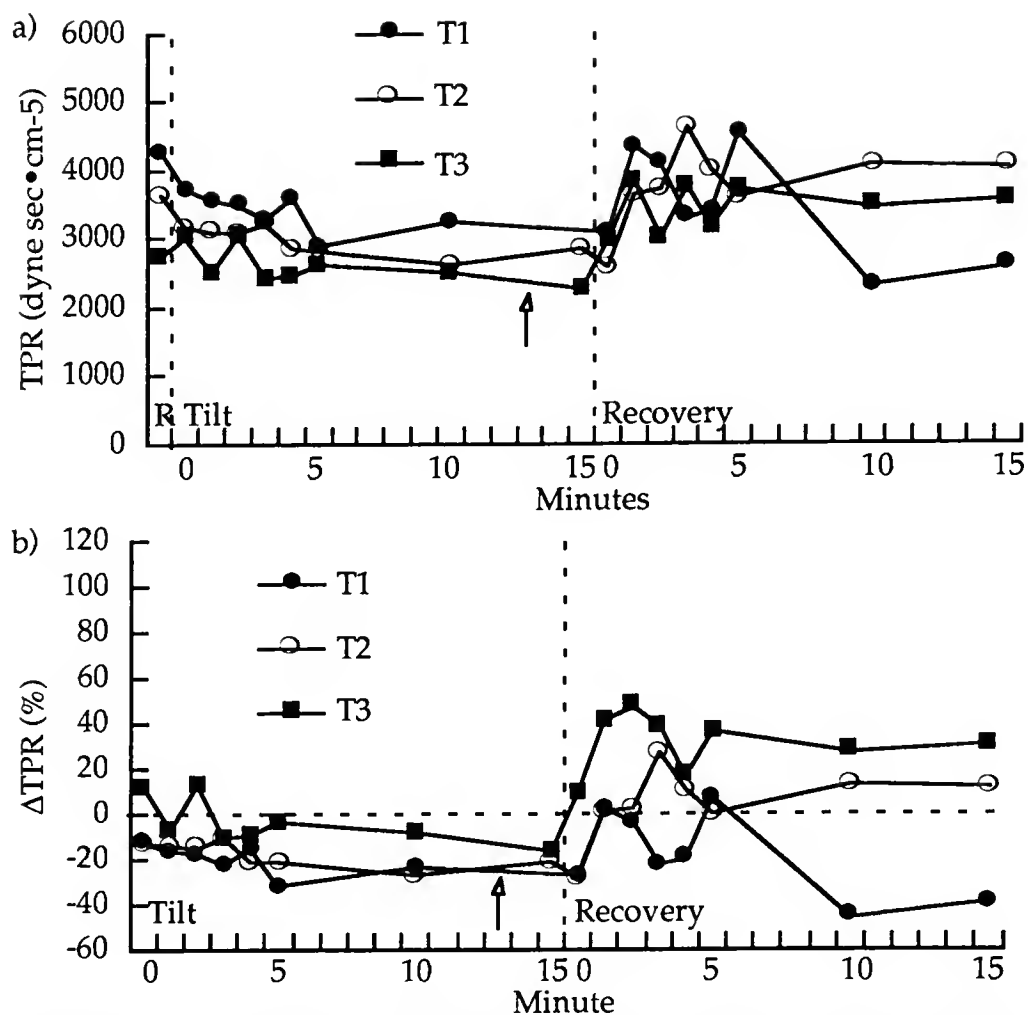 a)
TPR (dyne sec•cm-5)
6000
5000
4000
3000
2000
1000
0
T1
T2
T3
R Tilt
Recovery
0 5 10 15 0 5 10 15
Minutes
b)
ΔTPR (%)
120
100
80
60
40
20
0
-20
-40
-60
T1
T2
T3
Tilt
Recovery
0 5 10 15 0 5 10 15
Minute